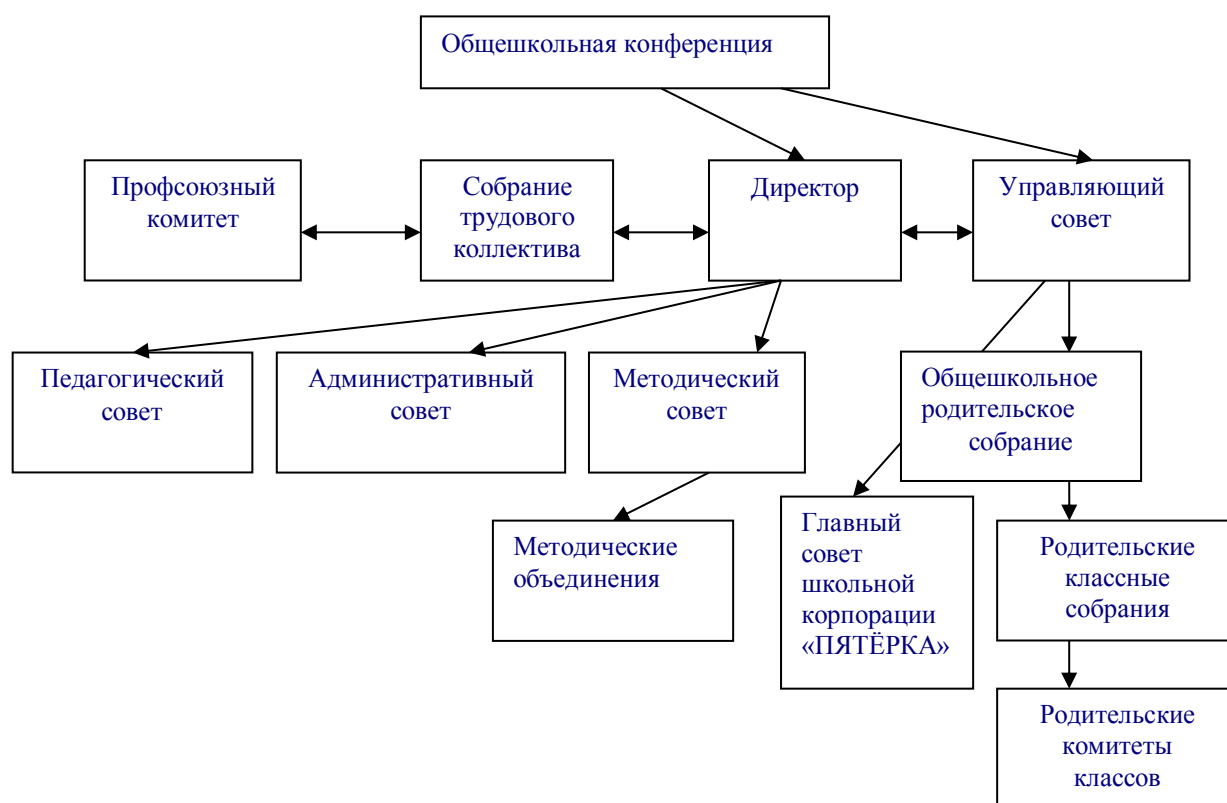 Общешкольная конференция
Профсоюзный
комитет
Собрание
трудового
коллектива
Директор
Управляющий
совет
Педагогический
совет
Административный
совет
Методический
совет
Общешкольное
родительское
собрание
Методические
объединения
Главный
совет
школьной
корпорации
«ПЯТЁРКА»
Родительские
классные
собрания
Родительские
комитеты
классов